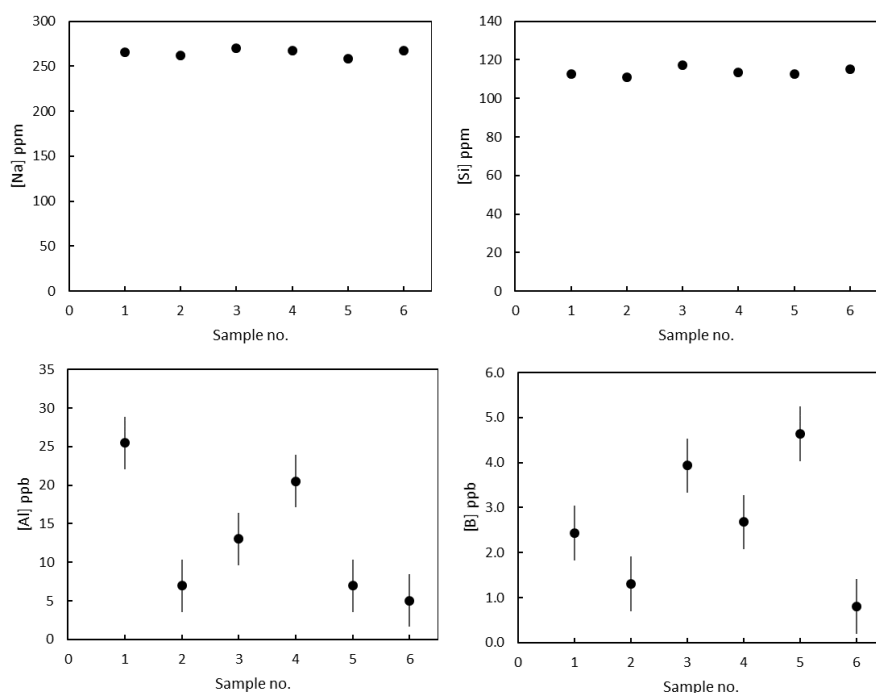 300
250
200
150
100
50
0
[Na] ppm
0 1 2 3 4 5 6
Sample no.
140
120
100
80
60
40
20
0
[Si] ppm
0 1 2 3 4 5 6
Sample no.
35
30
25
20
15
10
5
0
[Al] ppb
0 1 2 3 4 5 6
Sample no.
6.0
5.0
4.0
3.0
2.0
1.0
0.0
[B] ppb
0 1 2 3 4 5 6
Sample no.